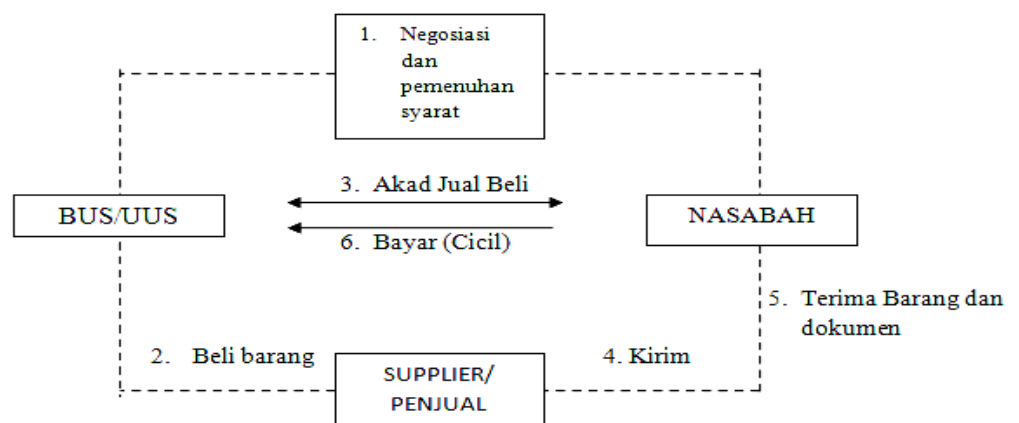 1. Negosiasi
dan
pemenuhan
syarat
3. Akad Jual Beli
BUS/UUS
NASABAH
6. Bayar (Cicil)
5. Terima Barang dan
dokumen
2. Beli barang
4. Kirim
SUPPLIER/
PENJUAL